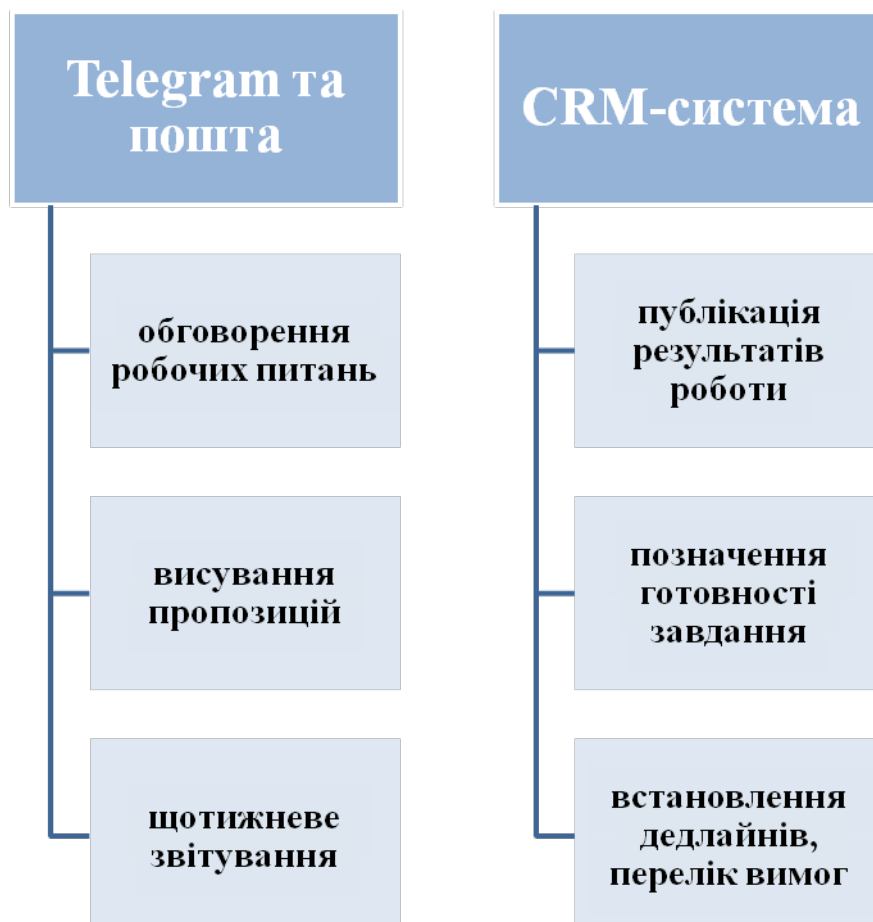 Telegram та
пошта
обговорення
робочих питань
висування
пропозицій
щотижневе
звітування
CRM-система
публікація
результатів
роботи
позначення
готовності
завдання
встановлення
дедлайнів,
перелік вимог